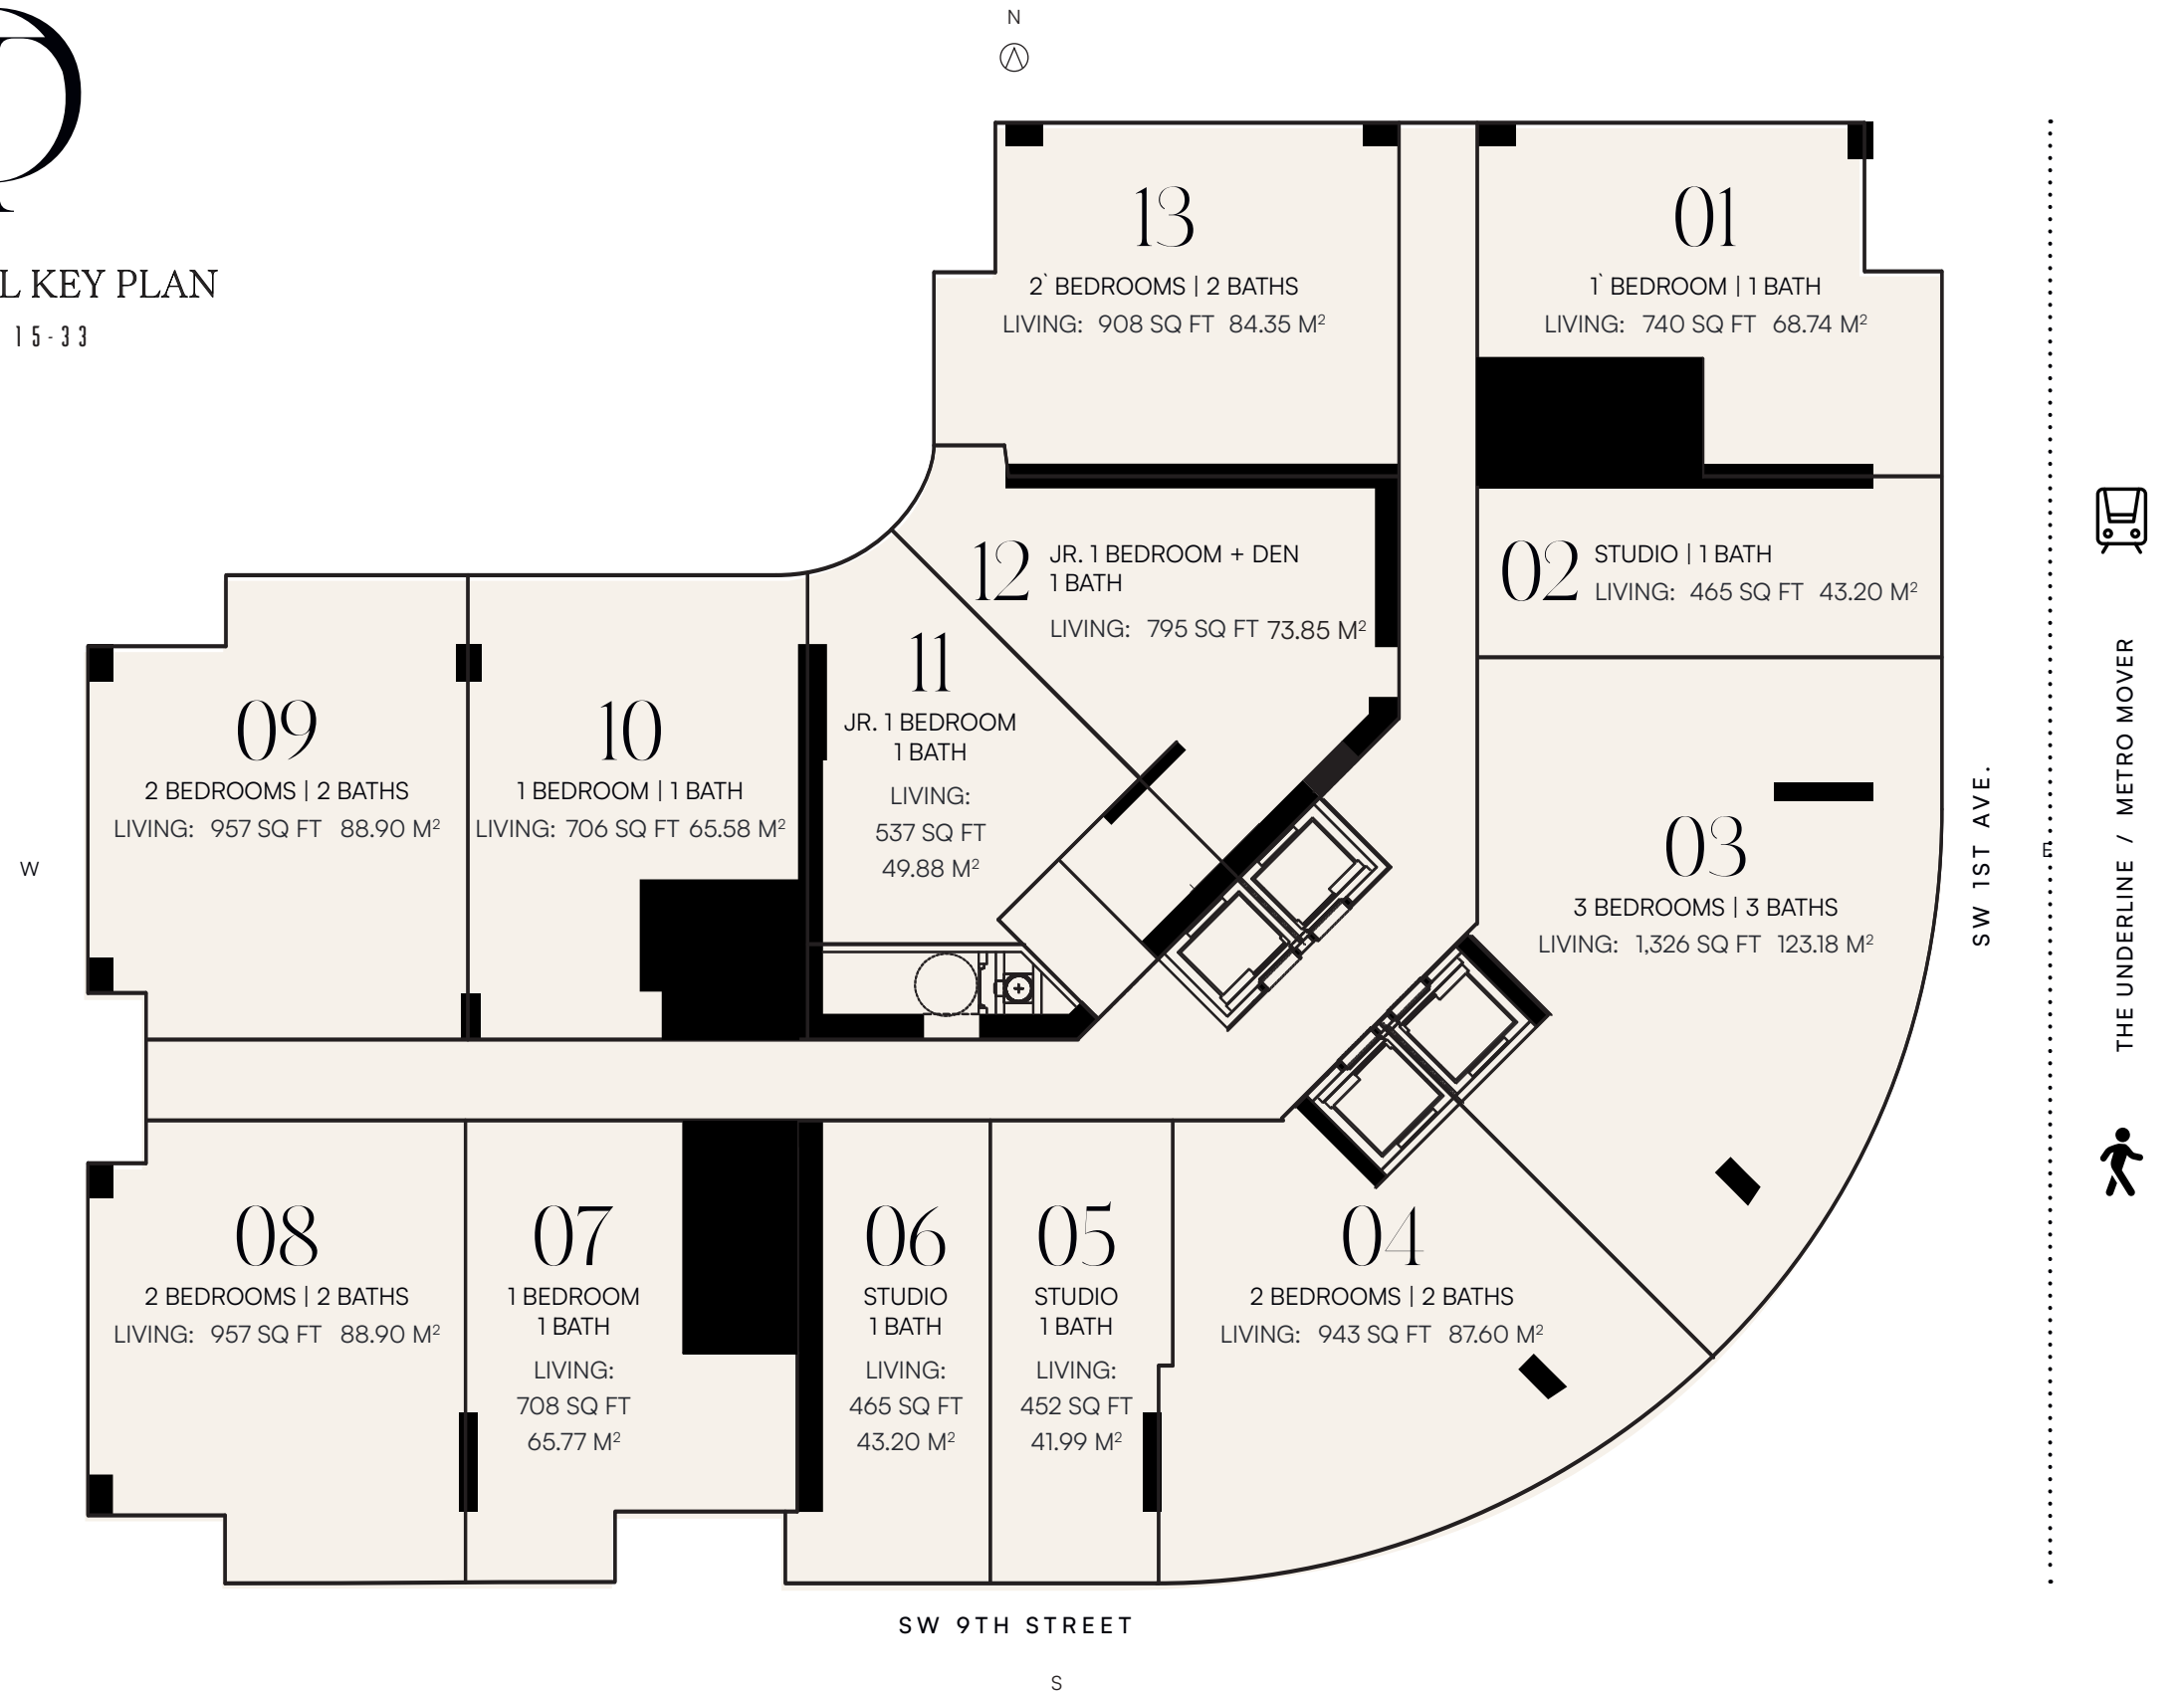 N
L KEY PLAN
15-33
13
2` BEDROOMS | 2 BATHS
LIVING: 908 SQ FT 84.35 M²
01
1` BEDROOM | 1 BATH
LIVING: 740 SQ FT 68.74 M²
12
JR. 1 BEDROOM + DEN
1 BATH
LIVING: 795 SQ FT 73.85 M²
02
STUDIO | 1 BATH
LIVING: 465 SQ FT 43.20 M²
11
JR. 1 BEDROOM
1 BATH
LIVING:
537 SQ FT
49.88 M²
09
2 BEDROOMS | 2 BATHS
LIVING: 957 SQ FT 88.90 M²
10
1 BEDROOM | 1 BATH
LIVING: 706 SQ FT 65.58 M²
03
3 BEDROOMS | 3 BATHS
LIVING: 1,326 SQ FT 123.18 M²
W
E
SW 1ST AVE.
THE UNDERLINE / METRO MOVER
08
2 BEDROOMS | 2 BATHS
LIVING: 957 SQ FT 88.90 M²
07
1 BEDROOM
1 BATH
LIVING:
708 SQ FT
65.77 M²
06
STUDIO
1 BATH
LIVING:
465 SQ FT
43.20 M²
05
STUDIO
1 BATH
LIVING:
452 SQ FT
41.99 M²
04
2 BEDROOMS | 2 BATHS
LIVING: 943 SQ FT 87.60 M²
SW 9TH STREET
S